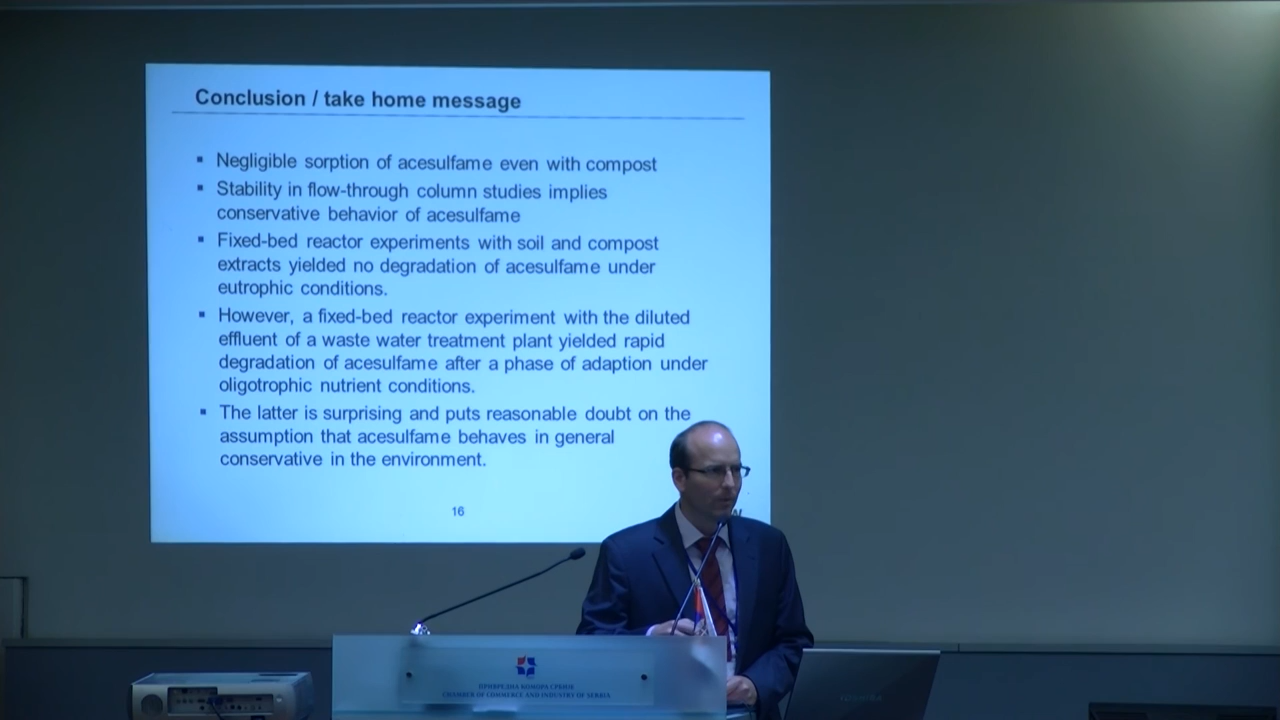 Conclusion / take home message
▪ Negligible sorption of acesulfame even with compost
▪ Stability in flow-through column studies implies
conservative behavior of acesulfame
▪ Fixed-bed reactor experiments with soil and compost
extracts yielded no degradation of acesulfame under
eutrophic conditions.
▪ However, a fixed-bed reactor experiment with the diluted
effluent of a waste water treatment plant yielded rapid
degradation of acesulfame after a phase of adaption under
oligotrophic nutrient conditions.
▪ The latter is surprising and puts reasonable doubt on the
assumption that acesulfame behaves in general
conservative in the environment.
16
ПРИВРЕДНА КОМОРА СРБИЈЕ
CHAMBER OF COMMERCE AND INDUSTRY OF SERBIA